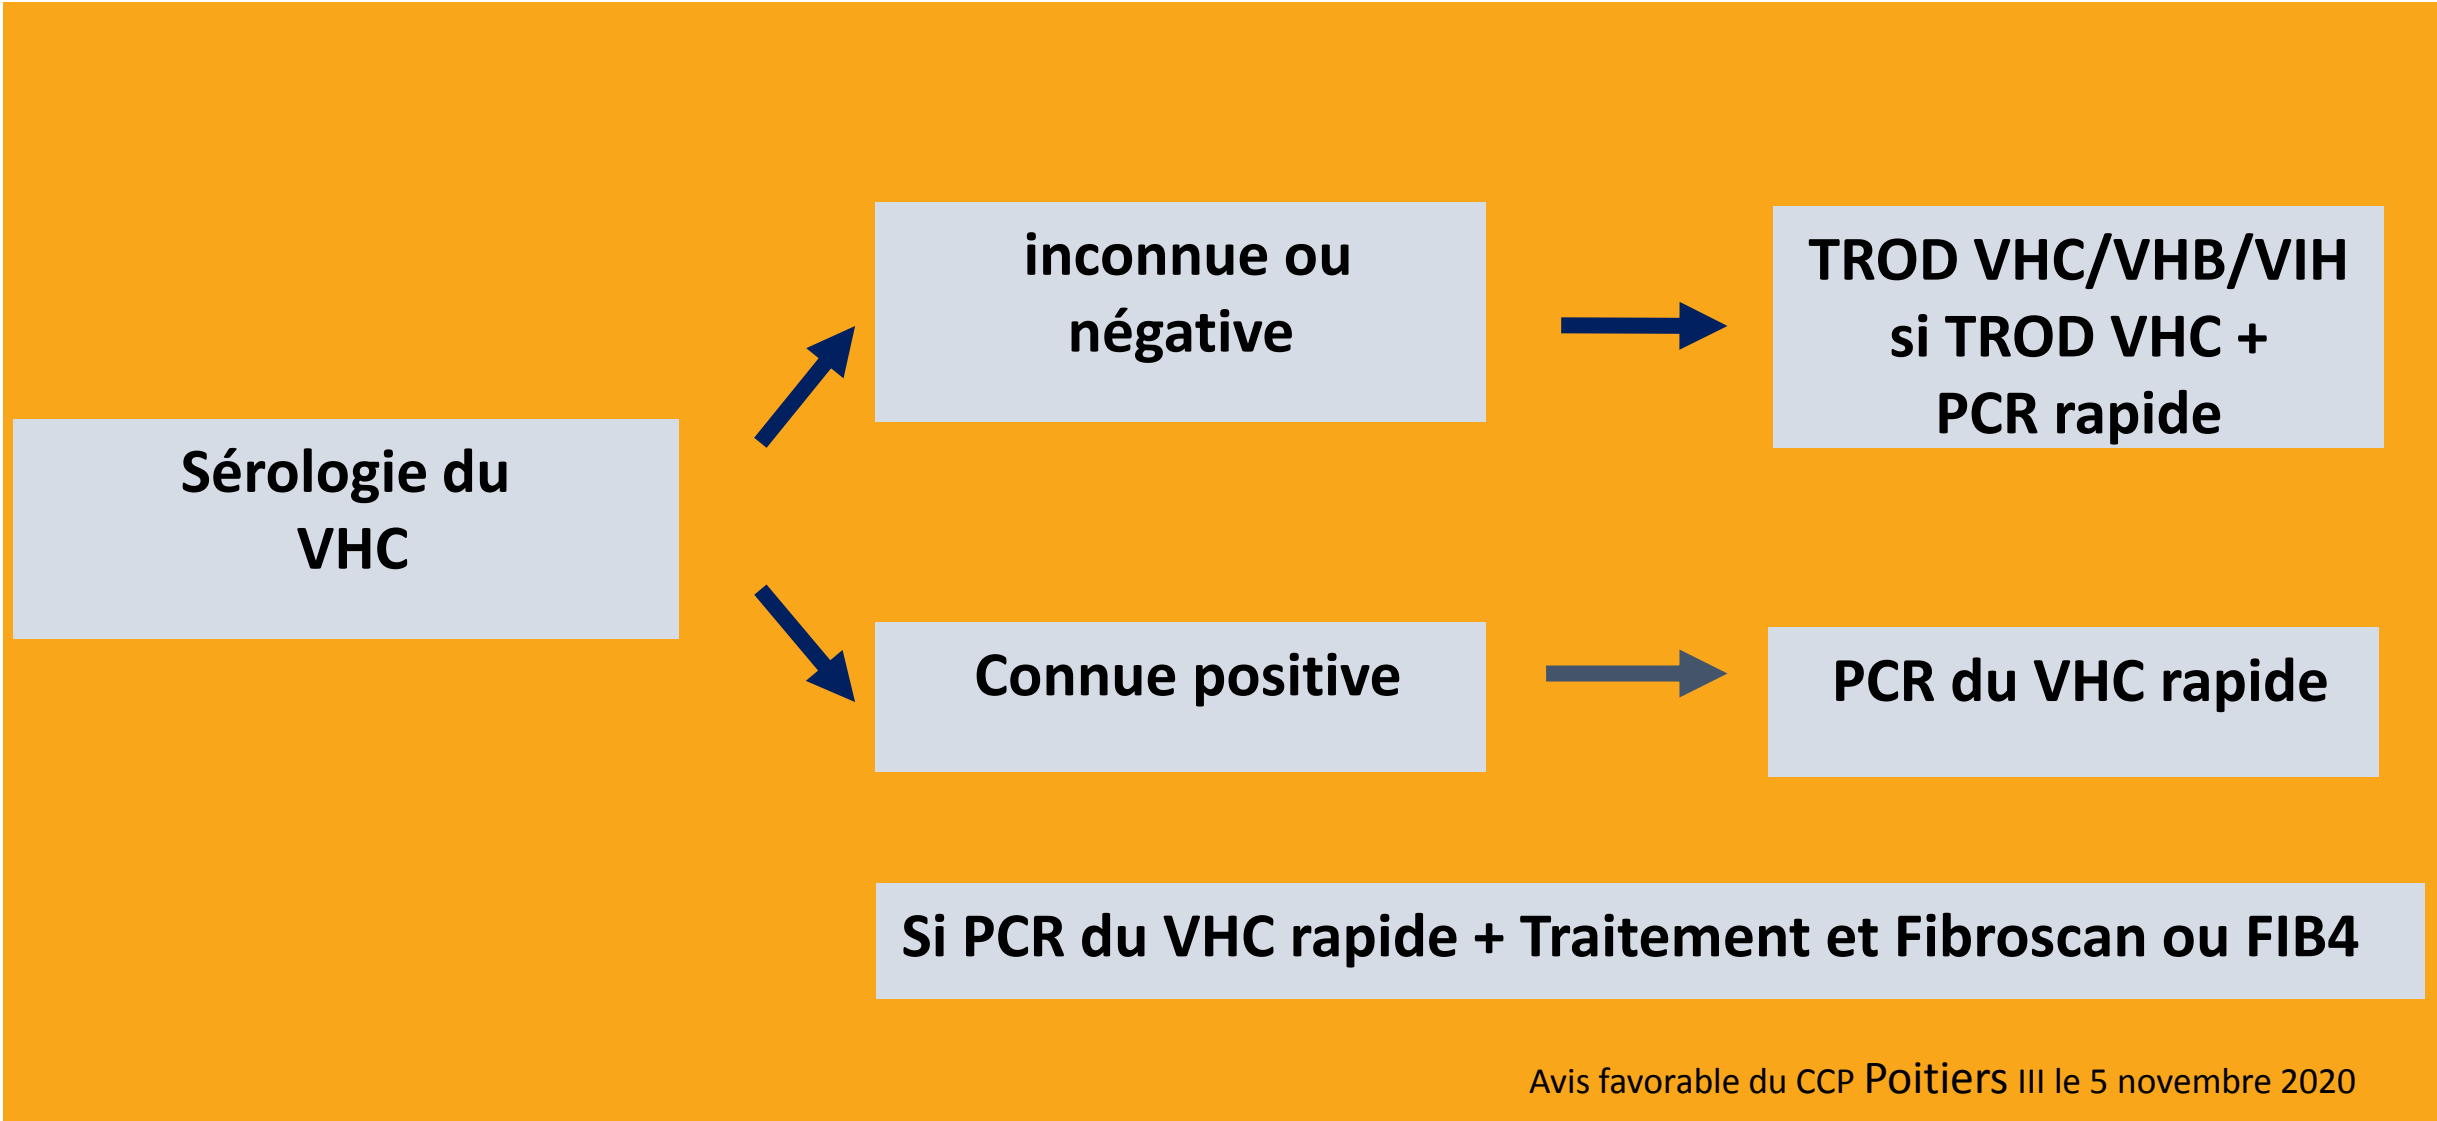 Sérologie du
VHC
inconnue ou
négative
TROD VHC/VHB/VIH
si TROD VHC +
PCR rapide
Connue positive
PCR du VHC rapide
Si PCR du VHC rapide + Traitement et Fibroscan ou FIB4
Avis favorable du CCP Poitiers III le 5 novembre 2020